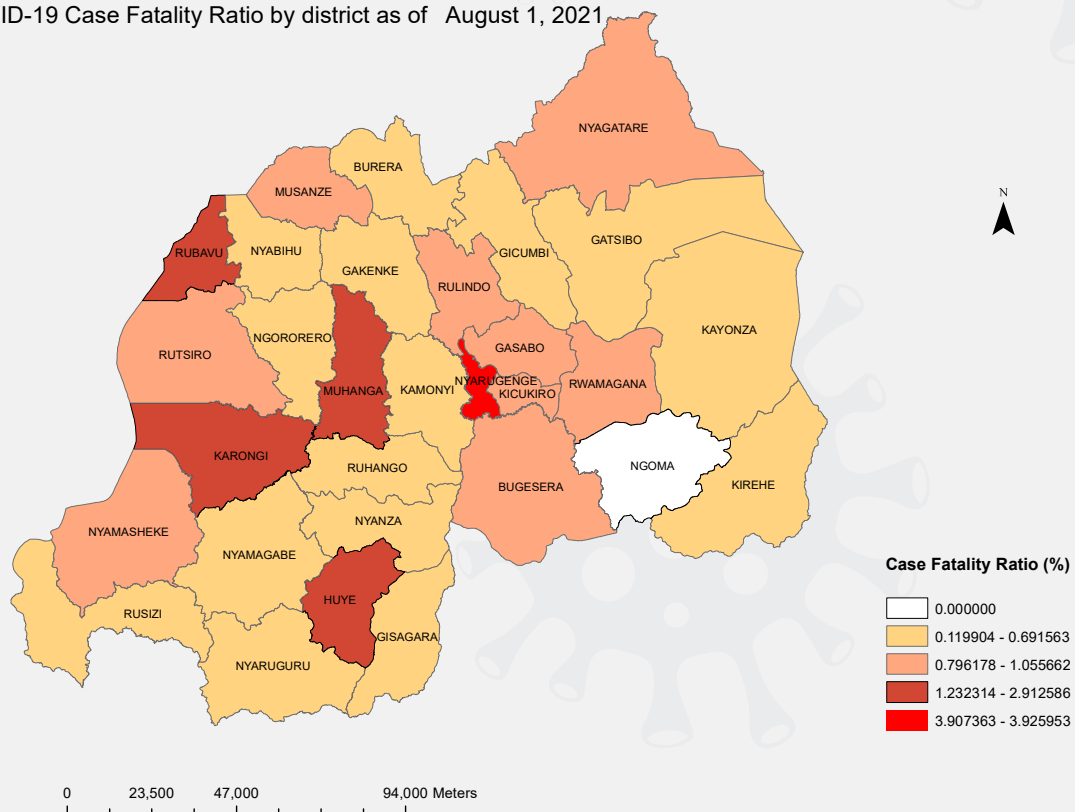 ID-19 Case Fatality Ratio by district as of August 1, 2021
NYAGATARE
BURERA
MUSANZE
N
GATSIBO
RUBAVU
NYABIHU
GICUMBI
GAKENKE
RULINDO
KAYONZA
NGORORERO
GASABO
RUTSIRO
NYARUGENGE
RWAMAGANA
MUHANGA
KAMONYI
KICUKIRO
KARONGI
RUHANGO
NGOMA
BUGESERA
KIREHE
NYANZA
NYAMASHEKE
NYAMAGABE
HUYE
RUSIZI
GISAGARA
NYARUGURU
Case Fatality Ratio (%)
0.000000
0.119904 - 0.691563
0.796178 - 1.055662
1.232314 - 2.912586
3.907363 - 3.925953
0 23,500 47,000 94,000 Meters